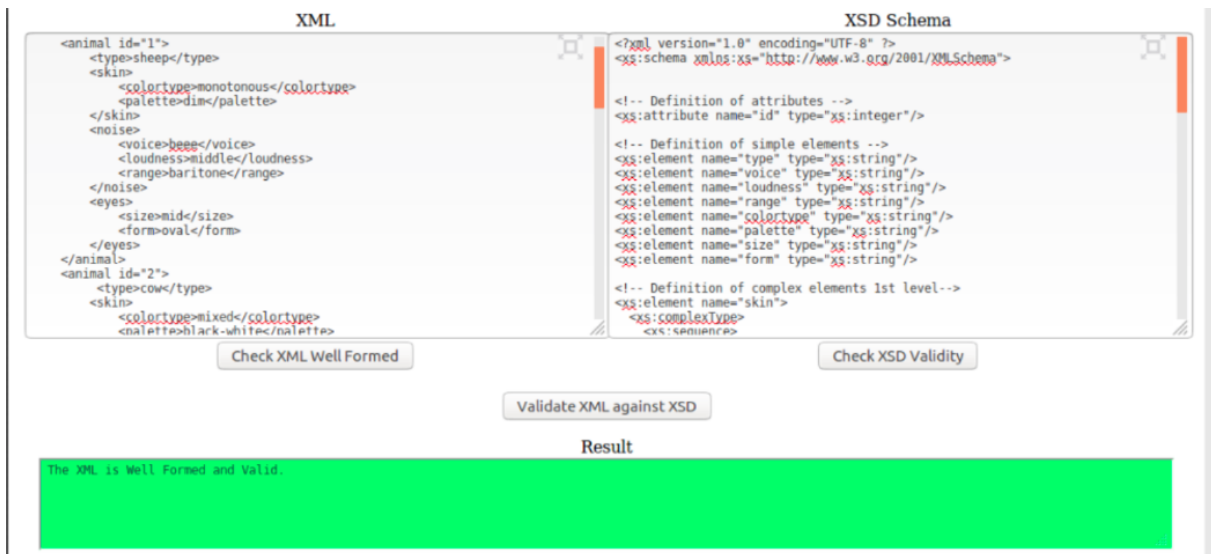 XML
<animal id="1">
<type>sheep</type>
<skin>
<colortype>monotonous</colortype>
<palette>dim</palette>
</skin>
<noise>
<voice>beee</voice>
<loudness>middle</loudness>
<range>baritone</range>
</noise>
<eyes>
<size>mid</size>
<form>oval</form>
</eyes>
</animal>
<animal id="2">
<type>cow</type>
<skin>
<colortype>mixed</colortype>
<palette>black-white</palette>
Check XML Well Formed
XSD Schema
<?xml version="1.0" encoding="UTF-8" ?>
<xs:schema xmlns:xs="http://www.w3.org/2001/XMLSchema">
<!-- Definition of attributes -->
<xs:attribute name="id" type="xs:integer"/>
<!-- Definition of simple elements -->
<xs:element name="type" type="xs:string"/>
<xs:element name="voice" type="xs:string"/>
<xs:element name="loudness" type="xs:string"/>
<xs:element name="range" type="xs:string"/>
<xs:element name="colortype" type="xs:string"/>
<xs:element name="palette" type="xs:string"/>
<xs:element name="size" type="xs:string"/>
<xs:element name="form" type="xs:string"/>
<!-- Definition of complex elements 1st level-->
<xs:element name="skin">
<xs:complexType>
<xs:sequence>
Check XSD Validity
Validate XML against XSD
Result
The XML is Well Formed and Valid.